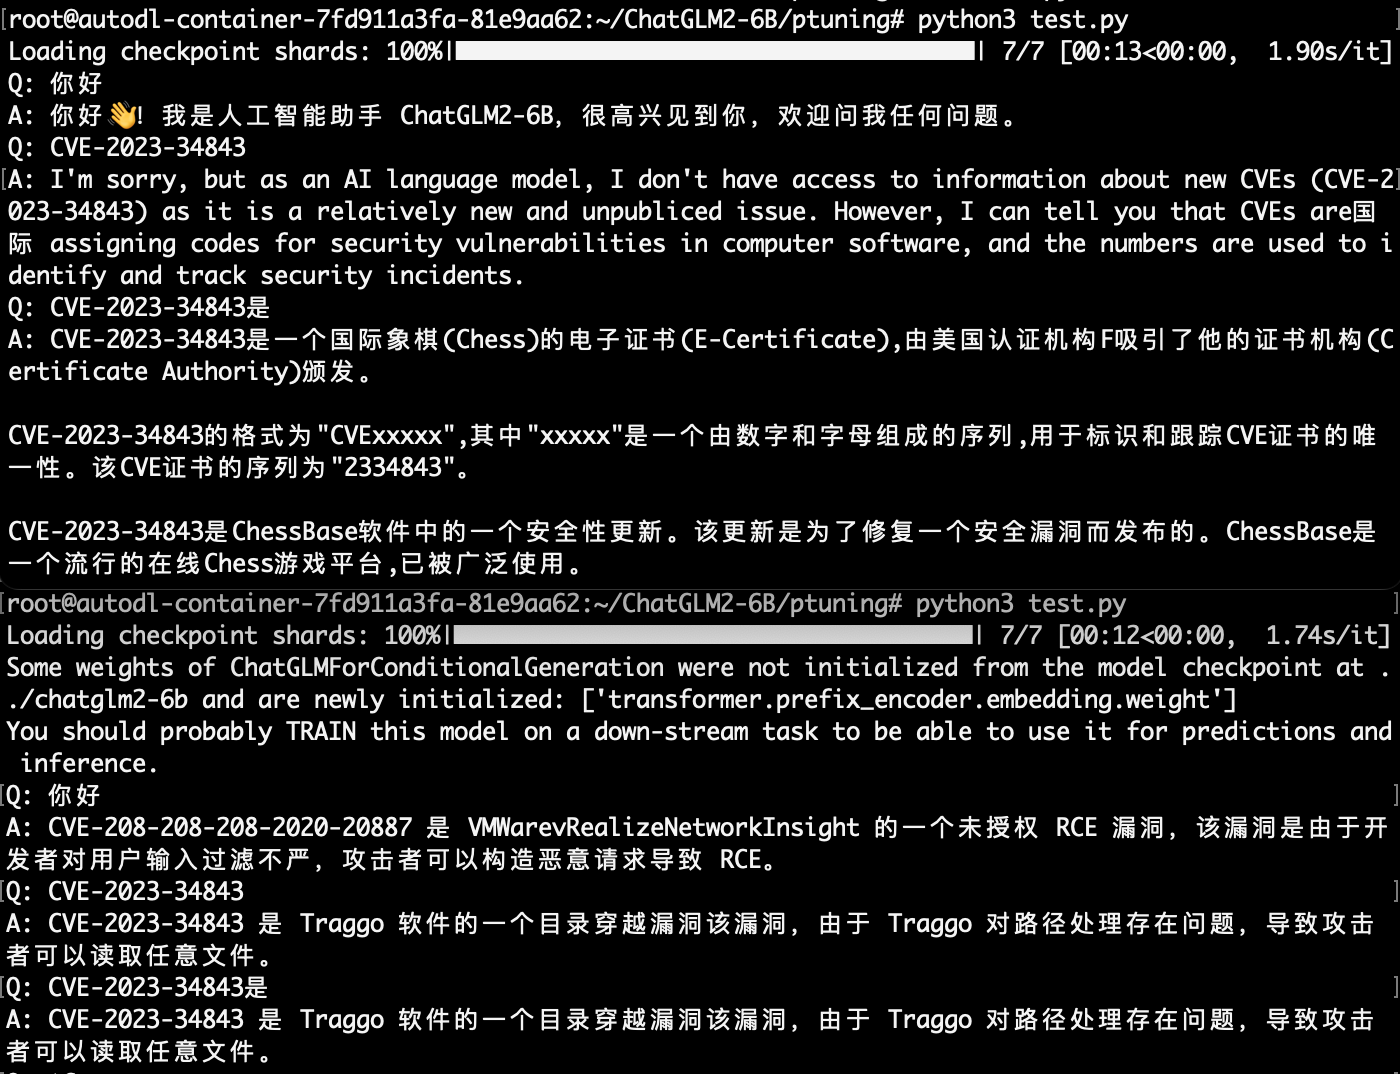 [root@autodl-container-7fd911a3fa-81e9aa62:~/ChatGLM2-6B/ptuning# python3 test.py ]
Loading checkpoint shards: 100%|██████████| 7/7 [00:13<00:00,  1.90s/it]
Q: 你好
A: 你好👋! 我是人工智能助手 ChatGLM2-6B, 很高兴见到你, 欢迎问我任何问题。
Q: CVE-2023-34843
[A: I'm sorry, but as an AI language model, I don't have access to information about new CVEs (CVE-2]
023-34843) as it is a relatively new and unpubliced issue. However, I can tell you that CVEs are国
际 assigning codes for security vulnerabilities in computer software, and the numbers are used to i
dentify and track security incidents.
Q: CVE-2023-34843是
A: CVE-2023-34843是一个国际象棋(Chess)的电子证书(E-Certificate),由美国认证机构F吸引了他的证书机构(C
ertificate Authority)颁发。
CVE-2023-34843的格式为"CVExxxxx",其中"xxxxx"是一个由数字和字母组成的序列,用于标识和跟踪CVE证书的唯
一性。该CVE证书的序列为"2334843"。
CVE-2023-34843是ChessBase软件中的一个安全性更新。该更新是为了修复一个安全漏洞而发布的。ChessBase是
一个流行的在线Chess游戏平台,已被广泛使用。
[root@autodl-container-7fd911a3fa-81e9aa62:~/ChatGLM2-6B/ptuning# python3 test.py ]
Loading checkpoint shards: 100%|██████████| 7/7 [00:12<00:00,  1.74s/it]
Some weights of ChatGLMForConditionalGeneration were not initialized from the model checkpoint at .
./chatglm2-6b and are newly initialized: ['transformer.prefix_encoder.embedding.weight']
You should probably TRAIN this model on a down-stream task to be able to use it for predictions and
 inference.
[Q: 你好 ]
A: CVE-208-208-208-2020-20887 是 VMWarevRealizeNetworkInsight 的一个未授权 RCE 漏洞, 该漏洞是由于开
发者对用户输入过滤不严, 攻击者可以构造恶意请求导致 RCE。
[Q: CVE-2023-34843 ]
A: CVE-2023-34843 是 Traggo 软件的一个目录穿越漏洞该漏洞, 由于 Traggo 对路径处理存在问题, 导致攻击
者可以读取任意文件。
[Q: CVE-2023-34843是 ]
A: CVE-2023-34843 是 Traggo 软件的一个目录穿越漏洞该漏洞, 由于 Traggo 对路径处理存在问题, 导致攻击
者可以读取任意文件。